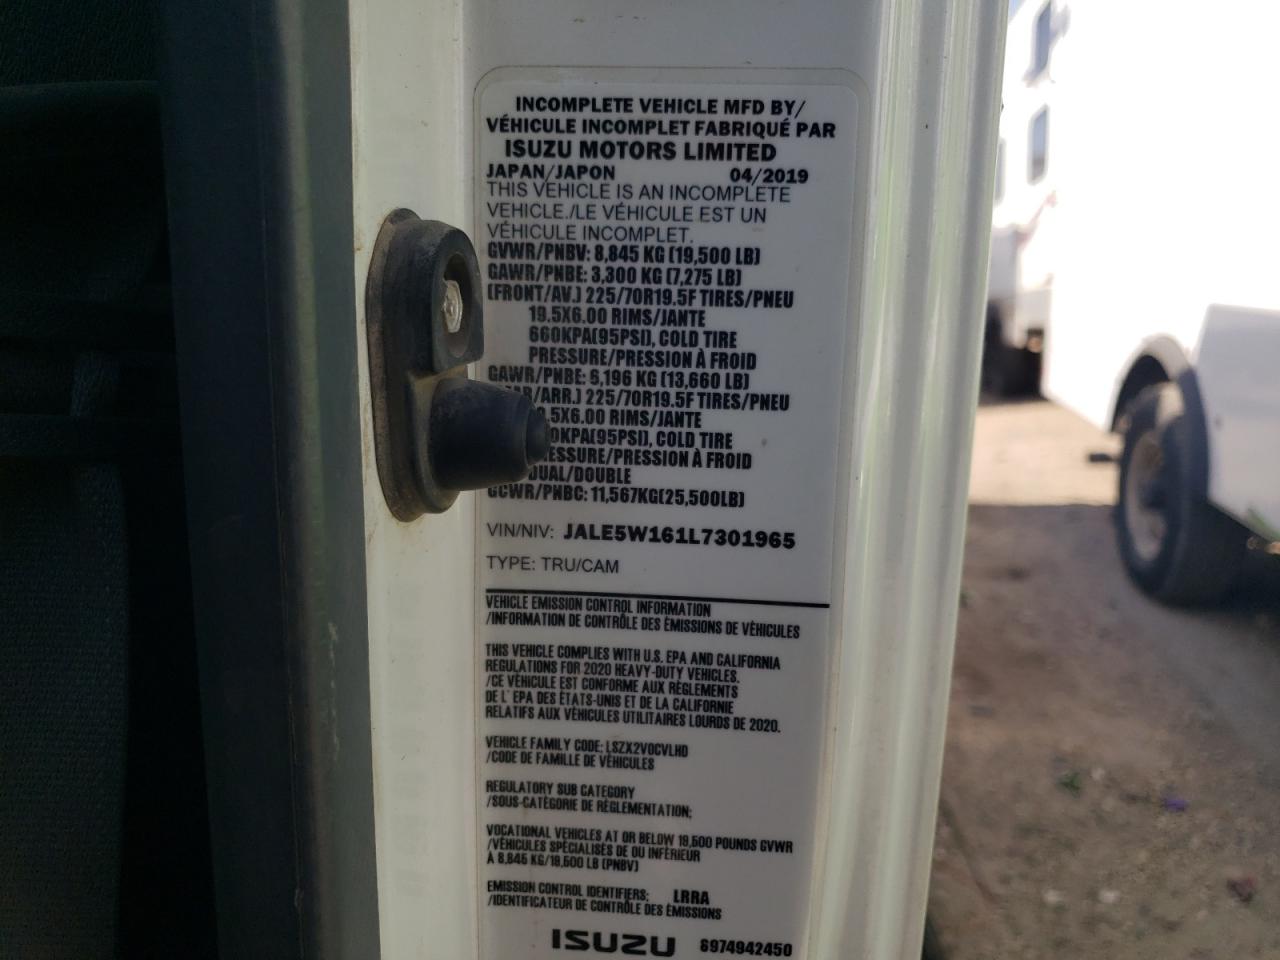 INCOMPLETE VEHICLE MFD BY/
VÉHICULE INCOMPLET FABRIQUÉ PAR
ISUZU MOTORS LIMITED
JAPAN/JAPON 04/2019
THIS VEHICLE IS AN INCOMPLETE
VEHICLE./LE VÉHICULE EST UN
VÉHICULE INCOMPLET.
GVWR/PNBV: 8,845 KG (19,500 LB)
GAWR/PNBE: 3,300 KG (7,275 LB)
(FRONT/AV.) 225/70R19.5F TIRES/PNEU
19.5X6.00 RIMS/JANTE
660KPA(95PSI), COLD TIRE
PRESSURE/PRESSION À FROID
GAWR/PNBE: 6,196 KG (13,660 LB)
/ARR.) 225/70R19.5F TIRES/PNEU
.5X6.00 RIMS/JANTE
0KPA(95PSI), COLD TIRE
ESSURE/PRESSION À FROID
DUAL/DOUBLE
GCWR/PNBC: 11,567KG(25,500LB)
VIN/NIV: JALE5W161L7301965
TYPE: TRU/CAM
VEHICLE EMISSION CONTROL INFORMATION
/INFORMATION DE CONTRÔLE DES ÉMISSIONS DE VÉHICULES
THIS VEHICLE COMPLIES WITH U.S. EPA AND CALIFORNIA
REGULATIONS FOR 2020 HEAVY-DUTY VEHICLES.
/CE VÉHICULE EST CONFORME AUX RÈGLEMENTS
DE L' EPA DES ÉTATS-UNIS ET DE LA CALIFORNIE
RELATIFS AUX VÉHICULES UTILITAIRES LOURDS DE 2020.
VEHICLE FAMILY CODE: LSZX2VOCVLHD
/CODE DE FAMILLE DE VÉHICULES
REGULATORY SUB CATEGORY
/SOUS-CATÉGORIE DE RÈGLEMENTATION:
VOCATIONAL VEHICLES AT OR BELOW 19,500 POUNDS GVWR
/VÉHICULES SPÉCIALISÉS DE OU INFÉRIEUR
À 8,845 KG/19,500 LB (PNBV)
EMISSION CONTROL IDENTIFIERS: LRRA
/IDENTIFICATEUR DE CONTRÔLE DES ÉMISSIONS
ISUZU 6974942450